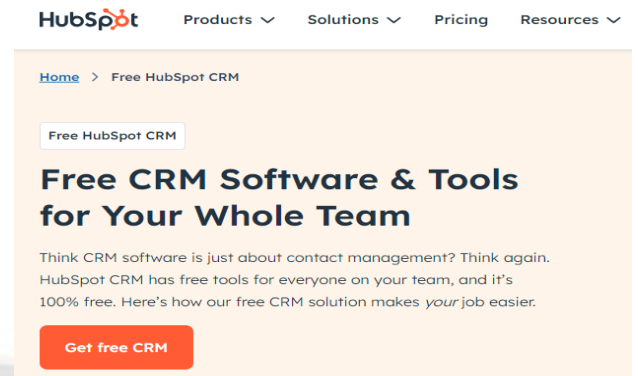 HubSpot Products Solutions Pricing Resources
Home > Free HubSpot CRM
Free HubSpot CRM
Free CRM Software & Tools
for Your Whole Team
Think CRM software is just about contact management? Think again.
HubSpot CRM has free tools for everyone on your team, and it's
100% free. Here's how our free CRM solution makes your job easier.
Get free CRM